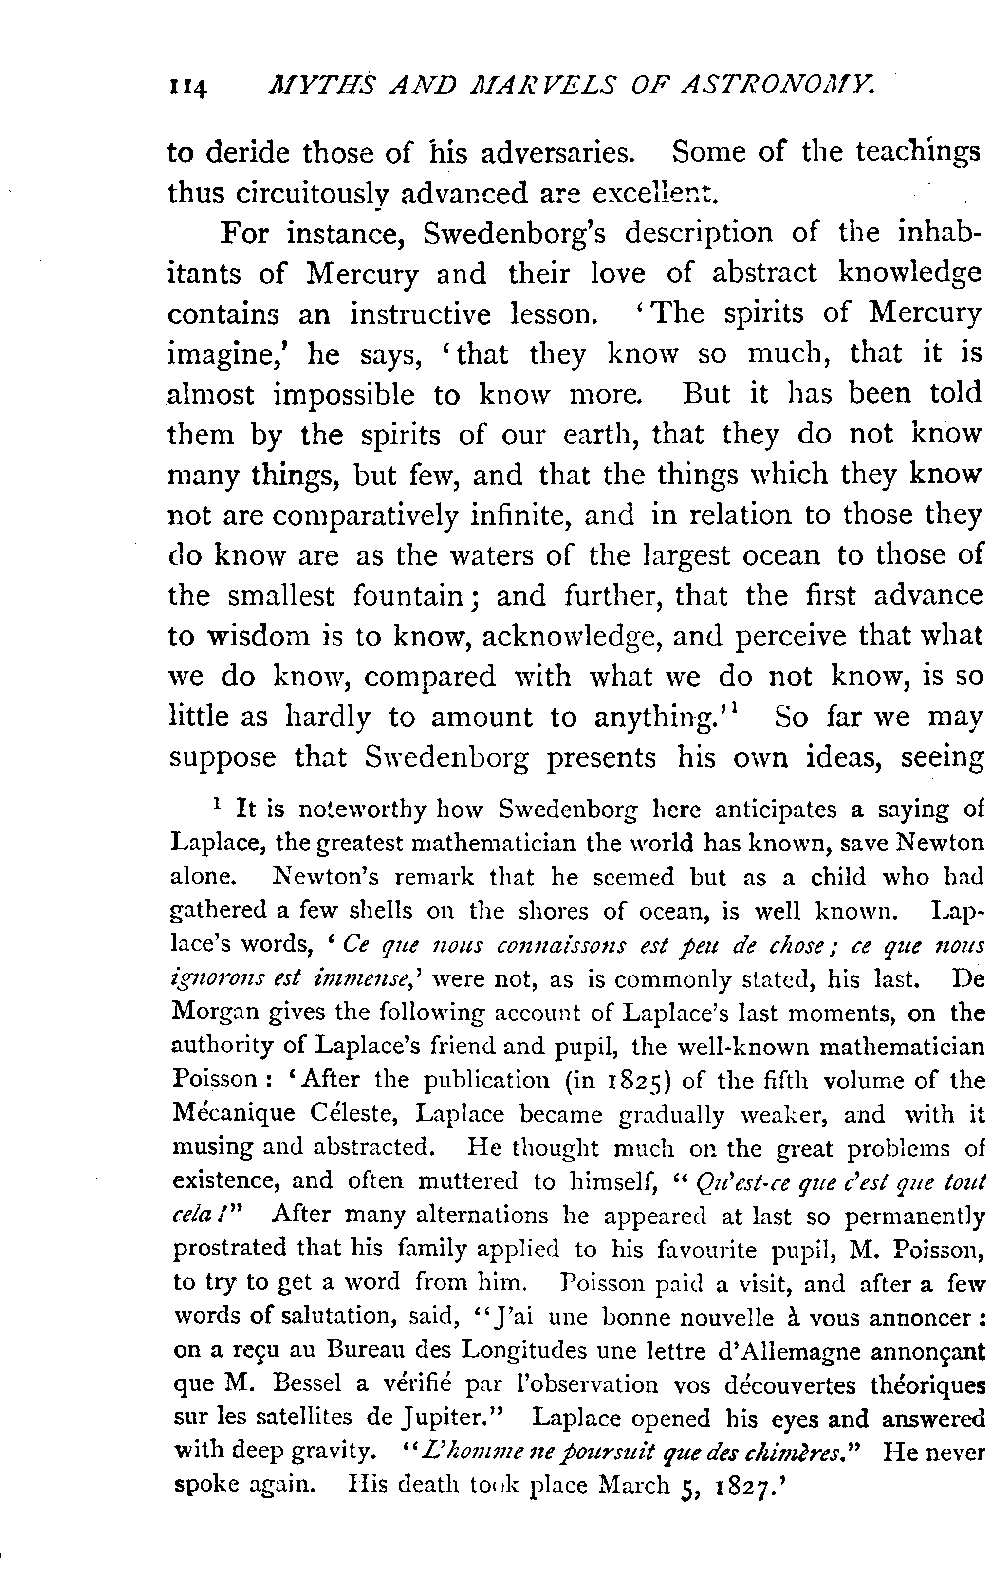 114 MYTHS AND MARVELS OF ASTRONOMY.
to deride those of his adversaries. Some of the teachings
thus circuitously advanced are excellent.
For instance, Swedenborg's description of the inhab-
itants of Mercury and their love of abstract knowledge
contains an instructive lesson. 'The spirits of Mercury
imagine,' he says, 'that they know so much, that it is
almost impossible to know more. But it has been told
them by the spirits of our earth, that they do not know
many things, but few, and that the things which they know
not are comparatively infinite, and in relation to those they
do know are as the waters of the largest ocean to those of
the smallest fountain; and further, that the first advance
to wisdom is to know, acknowledge, and perceive that what
we do know, compared with what we do not know, is so
little as hardly to amount to anything.'¹ So far we may
suppose that Swedenborg presents his own ideas, seeing
¹ It is noteworthy how Swedenborg here anticipates a saying of
Laplace, the greatest mathematician the world has known, save Newton
alone. Newton's remark that he seemed but as a child who had
gathered a few shells on the shores of ocean, is well known. Lap-
lace's words, 'Ce que nous connaissons est peu de chose; ce que nous
ignorons est immense,' were not, as is commonly stated, his last. De
Morgan gives the following account of Laplace's last moments, on the
authority of Laplace's friend and pupil, the well-known mathematician
Poisson: 'After the publication (in 1825) of the fifth volume of the
Mécanique Céleste, Laplace became gradually weaker, and with it
musing and abstracted. He thought much on the great problems of
existence, and often muttered to himself, "Qu'est-ce que c'est que tout
cela!" After many alternations he appeared at last so permanently
prostrated that his family applied to his favourite pupil, M. Poisson,
to try to get a word from him. Poisson paid a visit, and after a few
words of salutation, said, "J'ai une bonne nouvelle à vous annoncer:
on a reçu au Bureau des Longitudes une lettre d'Allemagne annonçant
que M. Bessel a vérifié par l'observation vos découvertes théoriques
sur les satellites de Jupiter." Laplace opened his eyes and answered
with deep gravity. "L'homme ne poursuit que des chimères." He never
spoke again. His death took place March 5, 1827.'